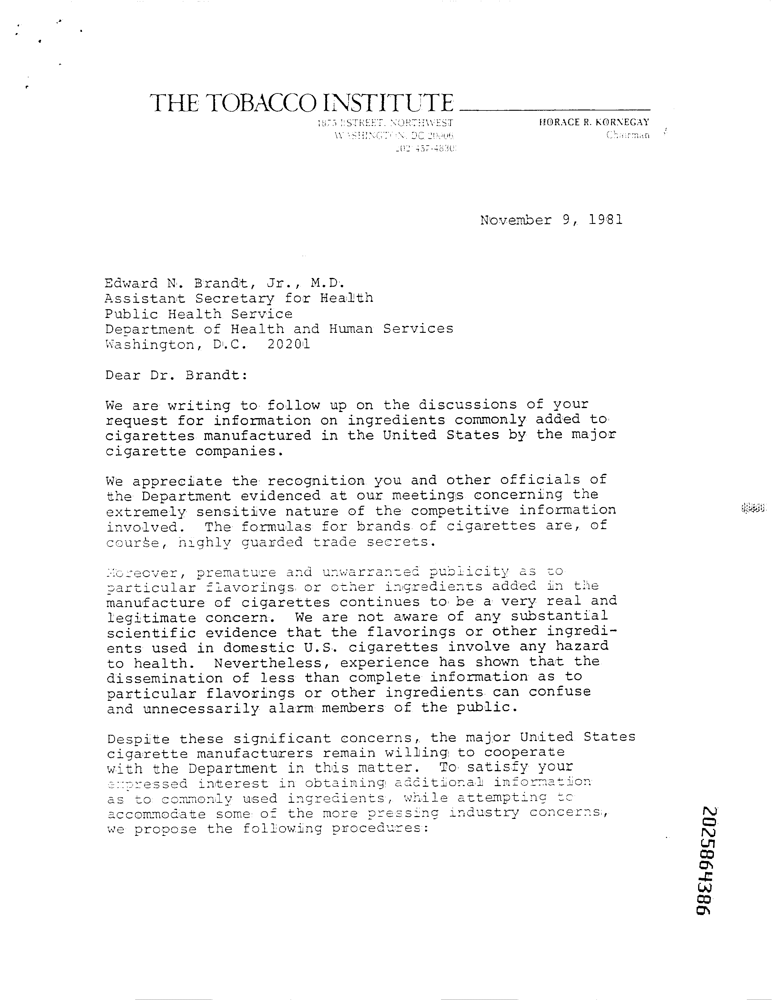 THE TOBACCO INSTITUTE
1875 I STREET, NORTHWEST
WASHINGTON, DC 20006
202 457-4800
HORACE R. KORNEGAY
Chairman
November 9, 1981
Edward N. Brandt, Jr., M.D.
Assistant Secretary for Health
Public Health Service
Department of Health and Human Services
Washington, D.C. 20201
Dear Dr. Brandt:
We are writing to follow up on the discussions of your
request for information on ingredients commonly added to
cigarettes manufactured in the United States by the major
cigarette companies.
We appreciate the recognition you and other officials of
the Department evidenced at our meetings concerning the
extremely sensitive nature of the competitive information
involved. The formulas for brands of cigarettes are, of
course, highly guarded trade secrets.
Moreover, premature and unwarranted publicity as to
particular flavorings or other ingredients added in the
manufacture of cigarettes continues to be a very real and
legitimate concern. We are not aware of any substantial
scientific evidence that the flavorings or other ingredi-
ents used in domestic U.S. cigarettes involve any hazard
to health. Nevertheless, experience has shown that the
dissemination of less than complete information as to
particular flavorings or other ingredients can confuse
and unnecessarily alarm members of the public.
Despite these significant concerns, the major United States
cigarette manufacturers remain willing to cooperate
with the Department in this matter. To satisfy your
expressed interest in obtaining additional information
as to commonly used ingredients, while attempting to
accommodate some of the more pressing industry concerns,
we propose the following procedures:
2025864386